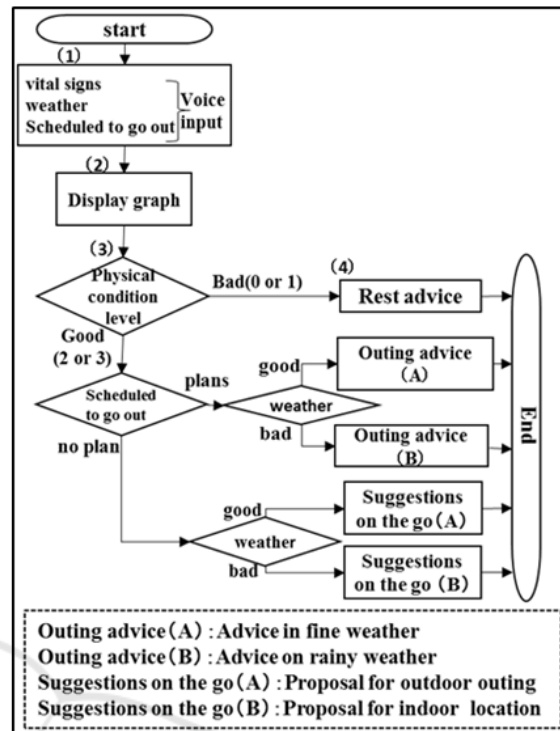 start
(1)
vital signs
weather
Scheduled to go out
Voice
input
(2)
Display graph
(3)
Physical
condition
level
Bad(0 or 1)
(4)
Rest advice
Good
(2 or 3)
Scheduled
to go out
plans
weather
good
Outing advice
(A)
bad
Outing advice
(B)
no plan
weather
good
Suggestions
on the go(A)
bad
Suggestions
on the go (B)
End
Outing advice(A) : Advice in fine weather
Outing advice(B) : Advice on rainy weather
Suggestions on the go(A) : Proposal for outdoor outing
Suggestions on the go(B) : Proposal for indoor location